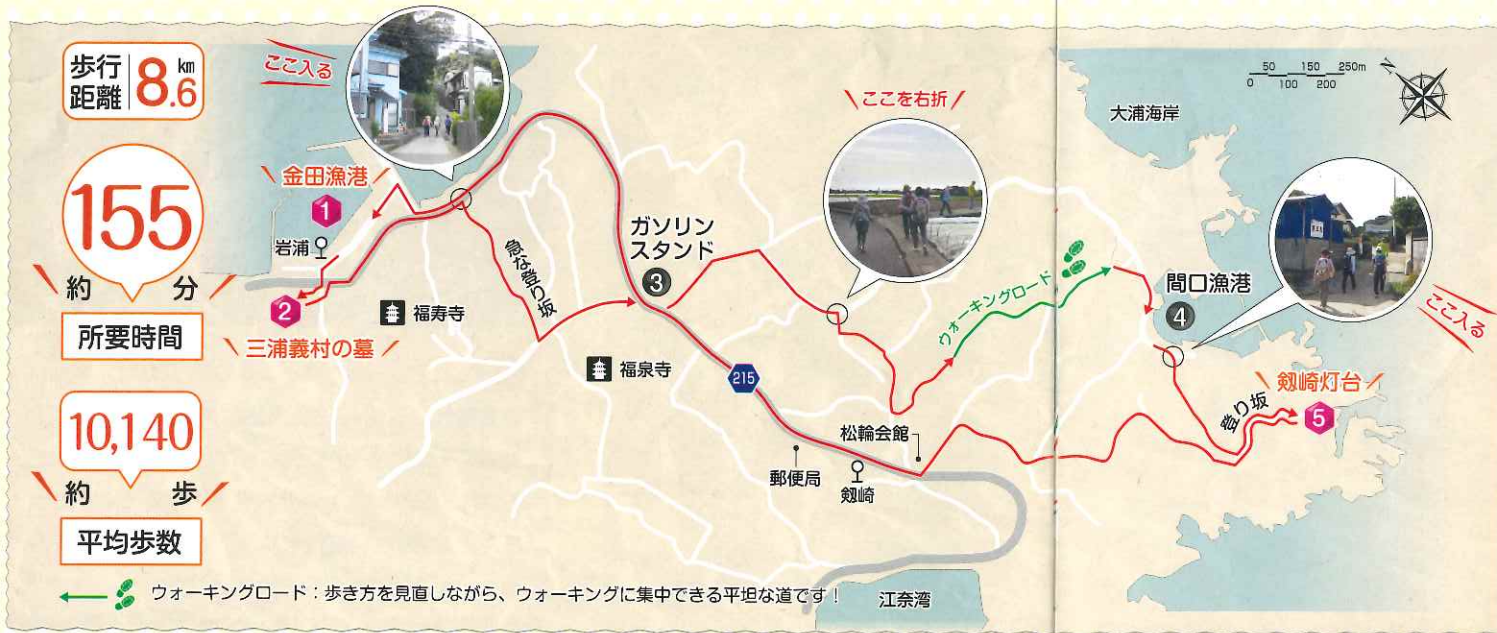 歩行
距離
8.6 km
約155分
所要時間
10,140
約 歩
平均歩数
ここ入る
金田漁港
1
岩浦
2
三浦義村の墓
福寿寺
急な登り坂
ガソリン
スタンド
3
福泉寺
215
ここを右折
ウォーキングロード
松輪会館
郵便局
剱崎
江奈湾
50 150 250m
0 100 200
N
大浦海岸
間口漁港
4
ここ入る
剱崎灯台
5
登り坂
ウォーキングロード：歩き方を見直しながら、ウォーキングに集中できる平坦な道です！